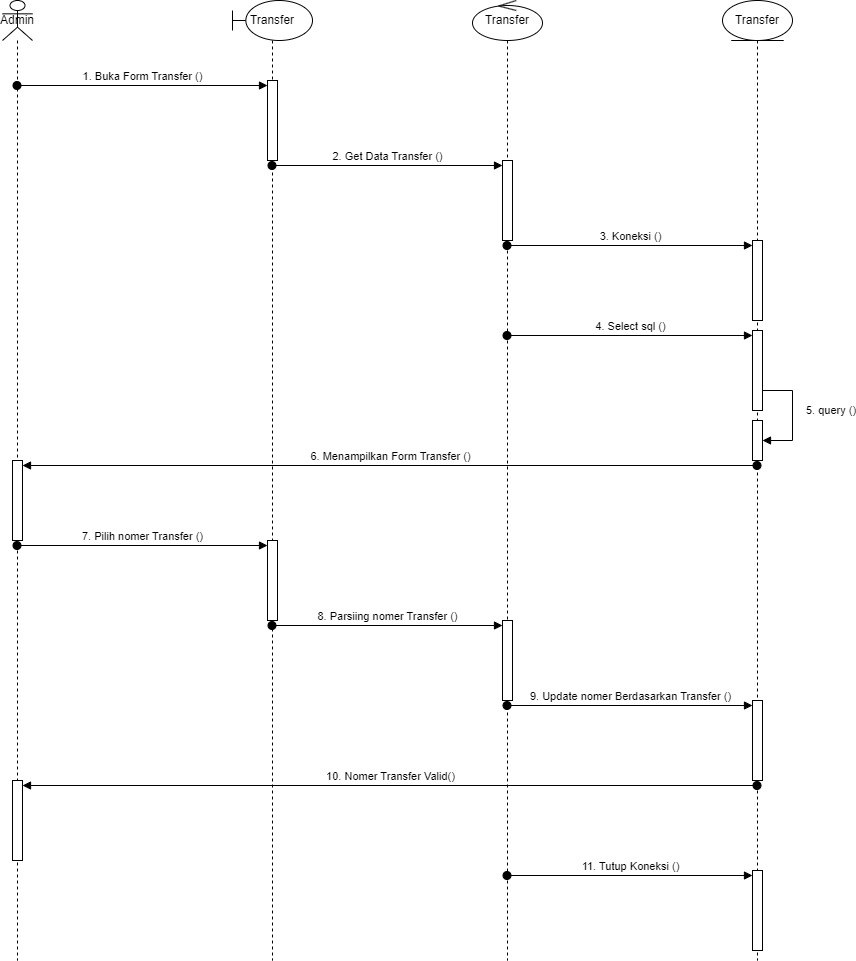 Admin
Transfer
Transfer
Transfer
1. Buka Form Transfer ()
2. Get Data Transfer ()
3. Koneksi ()
4. Select sql ()
5. query ()
6. Menampilkan Form Transfer ()
7. Pilih nomer Transfer ()
8. Parsiing nomer Transfer ()
9. Update nomer Berdasarkan Transfer ()
10. Nomer Transfer Valid()
11. Tutup Koneksi ()